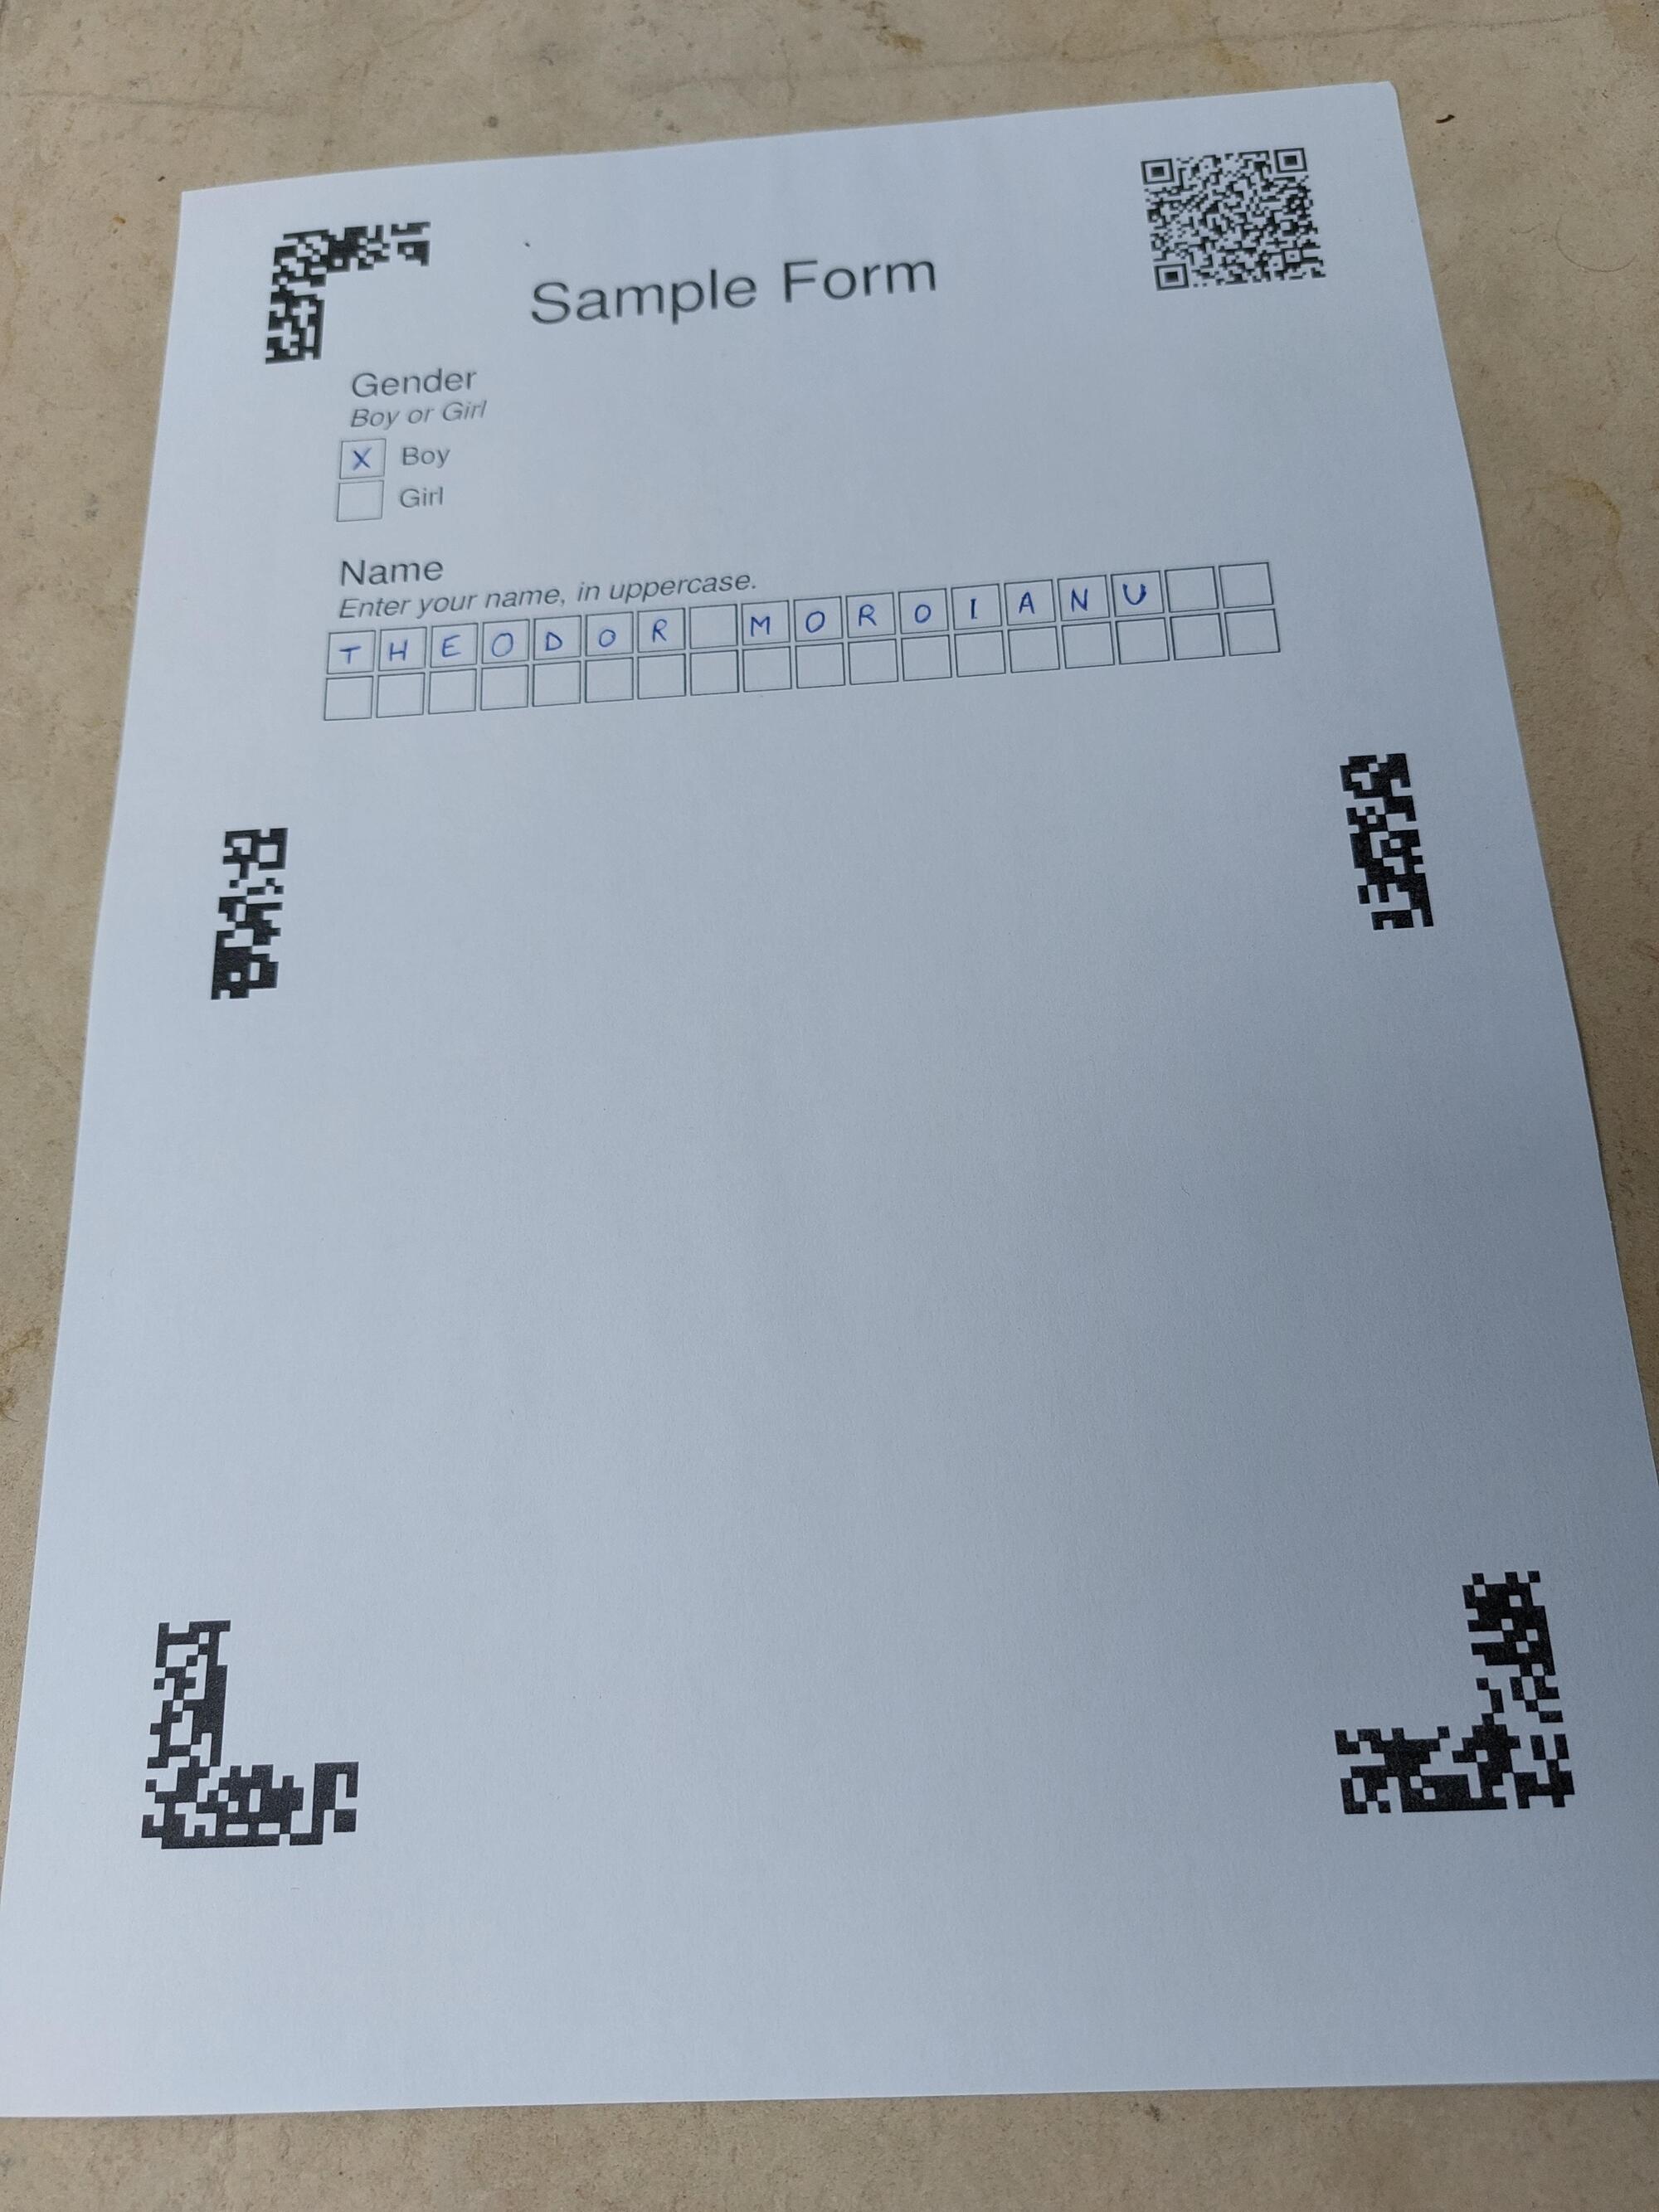 Sample Form
Gender
Boy or Girl
X Boy
Girl
Name
Enter your name, in uppercase.
THEODOR MOROIANU